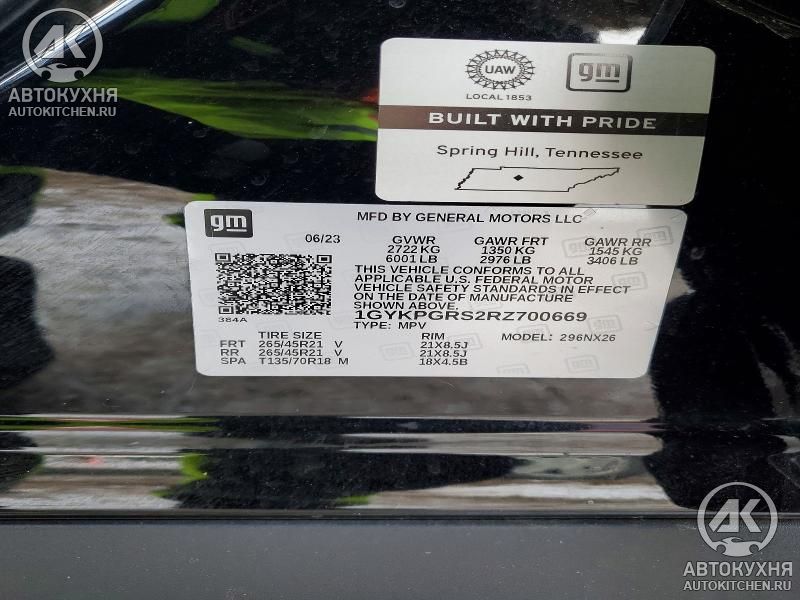 AK
АВТОКУХНЯ
AUTOKITCHEN.RU
UAW
LOCAL 1853
gm
BUILT WITH PRIDE
Spring Hill, Tennessee
gm
MFD BY GENERAL MOTORS LLC
06/23 GVWR GAWR FRT GAWR RR
2722 KG 1350 KG 1545 KG
6001 LB 2976 LB 3406 LB
THIS VEHICLE CONFORMS TO ALL
APPLICABLE U.S. FEDERAL MOTOR
VEHICLE SAFETY STANDARDS IN EFFECT
ON THE DATE OF MANUFACTURE
SHOWN ABOVE.
384A
1GYKPGRS2RZ700669
TYPE: MPV
TIRE SIZE RIM MODEL: 296NX26
FRT 265/45R21 V 21X8.5J
RR 265/45R21 V 21X8.5J
SPA T135/70R18 M 18X4.5B
AK
АВТОКУХНЯ
AUTOKITCHEN.RU